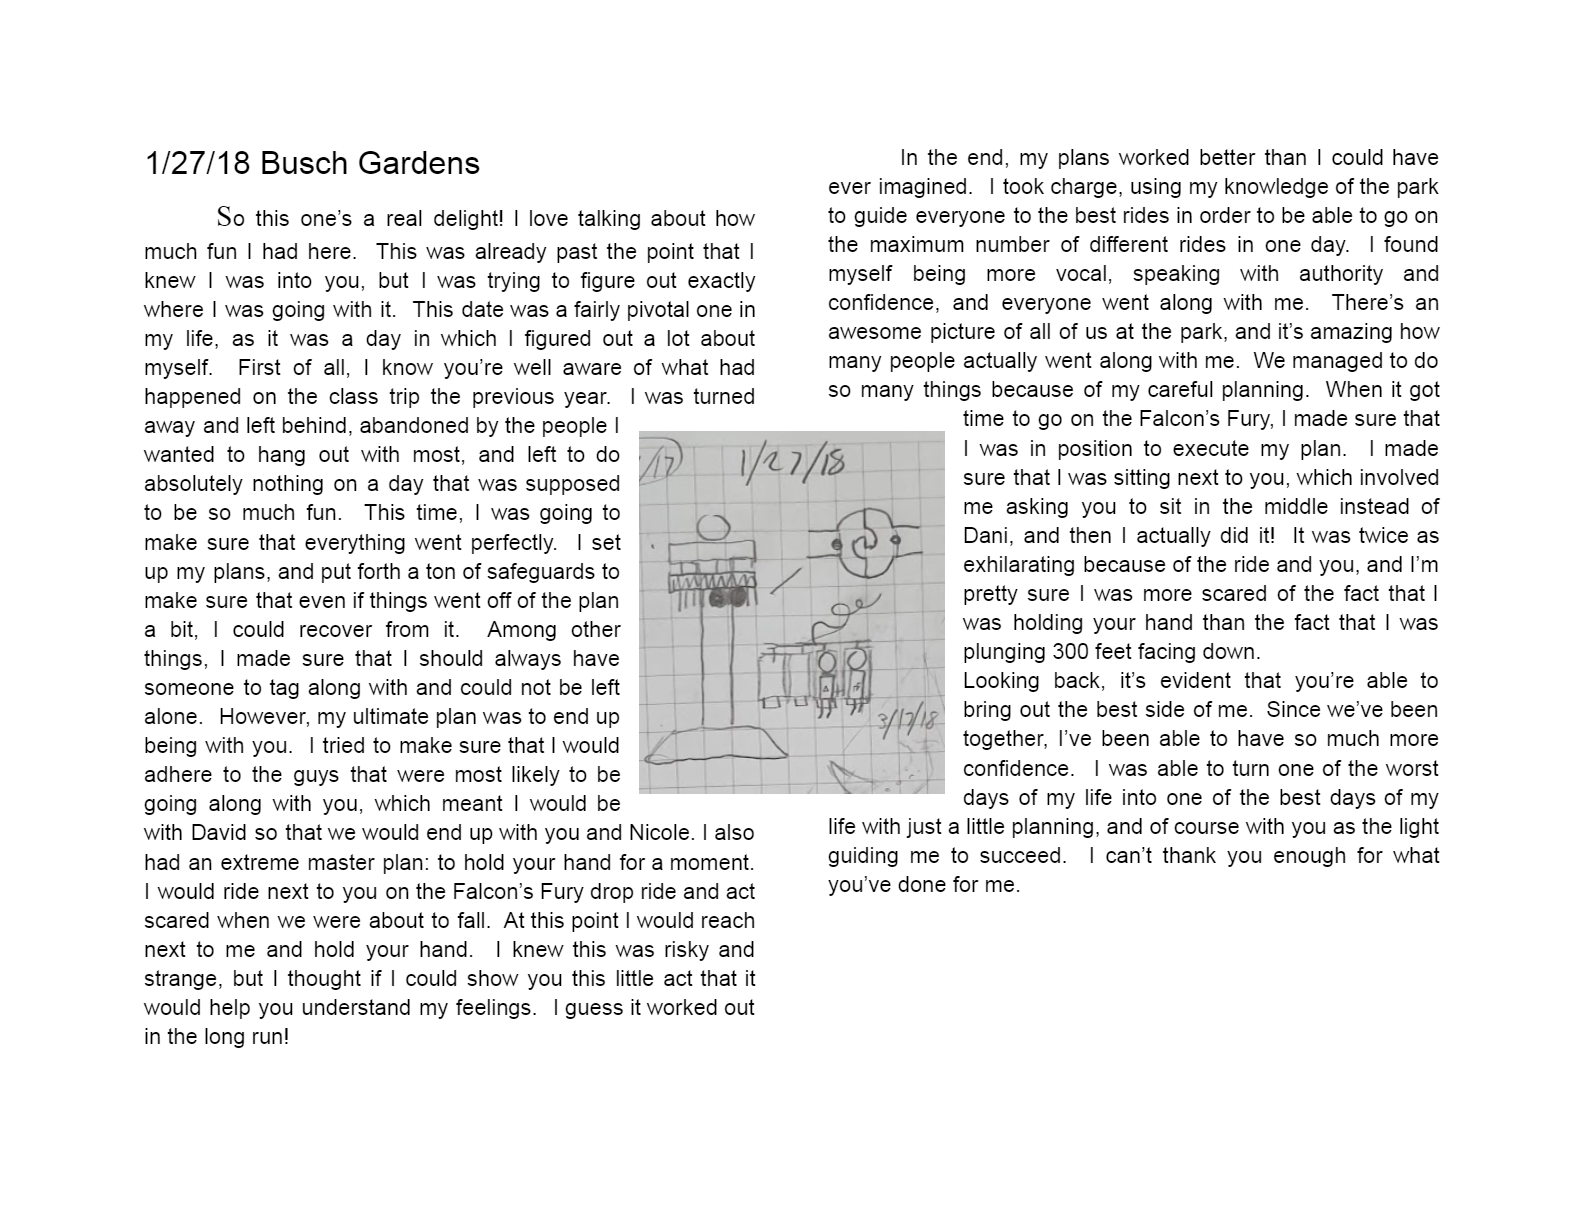 1/27/18 Busch Gardens
So this one's a real delight! I love talking about how
much fun I had here.  This was already past the point that I
knew I was into you, but I was trying to figure out exactly
where I was going with it.  This date was a fairly pivotal one in
my life, as it was a day in which I figured out a lot about
myself.  First of all, I know you're well aware of what had
happened on the class trip the previous year.  I was turned
away and left behind, abandoned by the people I
wanted to hang out with most, and left to do
absolutely nothing on a day that was supposed
to be so much fun.  This time, I was going to
make sure that everything went perfectly.  I set
up my plans, and put forth a ton of safeguards to
make sure that even if things went off of the plan
a bit, I could recover from it.  Among other
things, I made sure that I should always have
someone to tag along with and could not be left
alone.  However, my ultimate plan was to end up
being with you.  I tried to make sure that I would
adhere to the guys that were most likely to be
going along with you, which meant I would be
with David so that we would end up with you and Nicole. I also
had an extreme master plan: to hold your hand for a moment.
I would ride next to you on the Falcon's Fury drop ride and act
scared when we were about to fall.  At this point I would reach
next to me and hold your hand.  I knew this was risky and
strange, but I thought if I could show you this little act that it
would help you understand my feelings.  I guess it worked out
in the long run!
/17
1/27/18
3/17/18
In the end, my plans worked better than I could have
ever imagined.  I took charge, using my knowledge of the park
to guide everyone to the best rides in order to be able to go on
the maximum number of different rides in one day.  I found
myself being more vocal, speaking with authority and
confidence, and everyone went along with me.  There's an
awesome picture of all of us at the park, and it's amazing how
many people actually went along with me.  We managed to do
so many things because of my careful planning.  When it got
time to go on the Falcon's Fury, I made sure that
I was in position to execute my plan.  I made
sure that I was sitting next to you, which involved
me asking you to sit in the middle instead of
Dani, and then I actually did it!  It was twice as
exhilarating because of the ride and you, and I'm
pretty sure I was more scared of the fact that I
was holding your hand than the fact that I was
plunging 300 feet facing down.
Looking back, it's evident that you're able to
bring out the best side of me.  Since we've been
together, I've been able to have so much more
confidence.  I was able to turn one of the worst
days of my life into one of the best days of my
life with just a little planning, and of course with you as the light
guiding me to succeed.  I can't thank you enough for what
you've done for me.